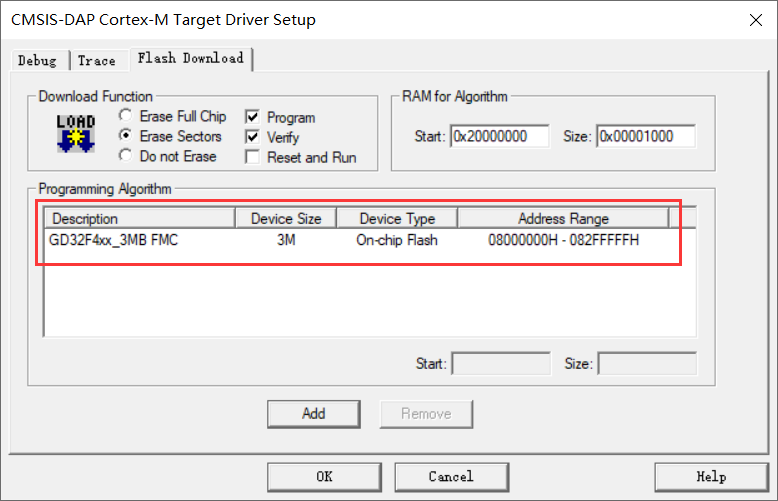 CMSIS-DAP Cortex-M Target Driver Setup
Debug Trace Flash Download
Download Function
LOAD
Erase Full Chip
Erase Sectors
Do not Erase
Program
Verify
Reset and Run
RAM for Algorithm
Start: 0x20000000 Size: 0x00001000
Programming Algorithm
Description Device Size Device Type Address Range
GD32F4xx_3MB FMC 3M On-chip Flash 08000000H - 082FFFFFH
Start: Size:
Add Remove
OK Cancel Help